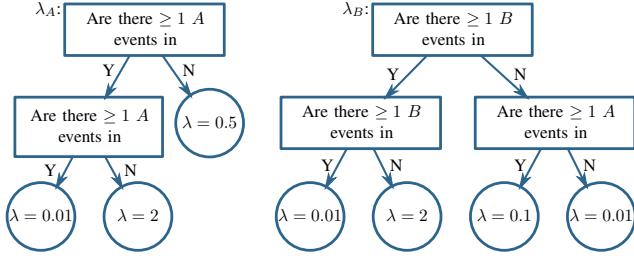 λ_A:
Are there ≥ 1 A
events in
Y
N
Are there ≥ 1 A
events in
λ = 0.5
Y
N
λ = 0.01
λ = 2
λ_B:
Are there ≥ 1 B
events in
Y
N
Are there ≥ 1 B
events in
Are there ≥ 1 A
events in
Y
N
Y
N
λ = 0.01
λ = 2
λ = 0.1
λ = 0.01